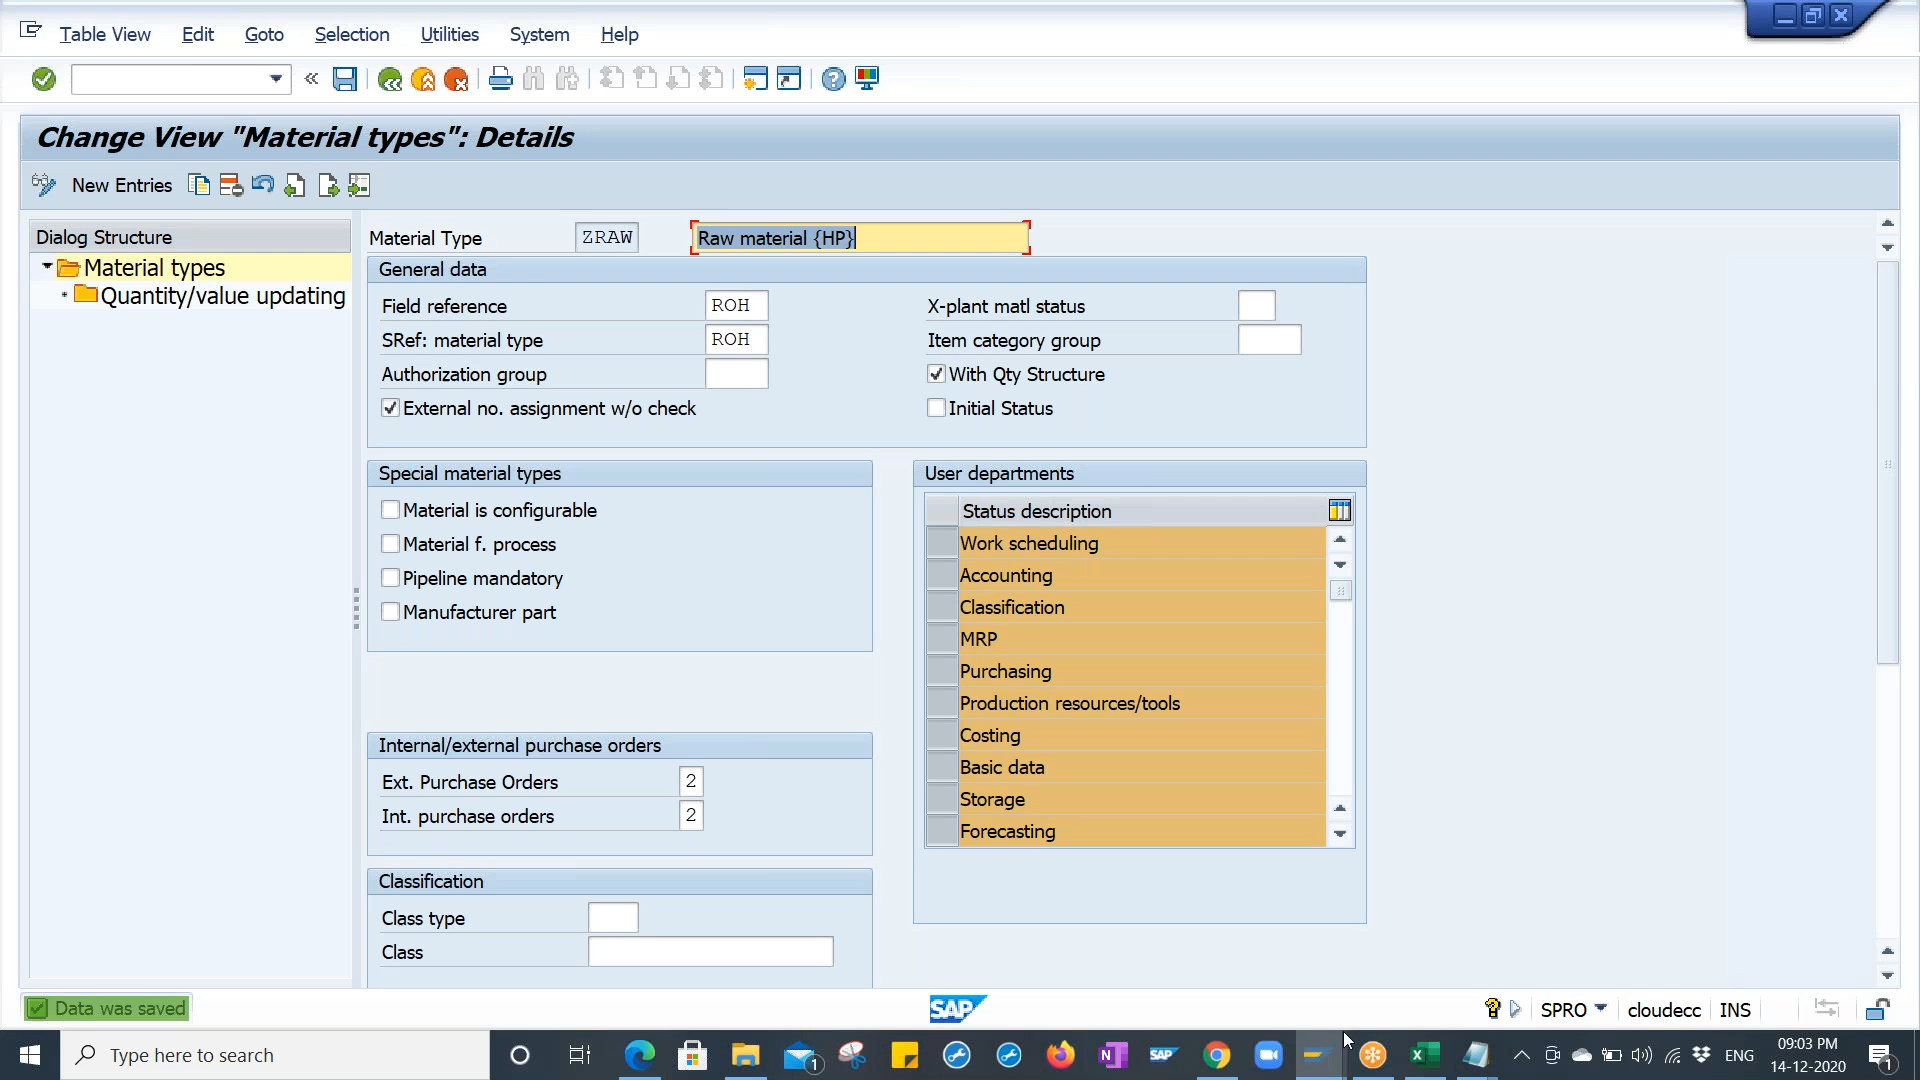 Table View Edit Goto Selection Utilities System Help
Change View "Material types": Details
New Entries
Dialog Structure
Material types
Quantity/value updating
Material Type ZRAW Raw material {HP}
General data
Field reference ROH
X-plant matl status
SRef: material type ROH
Item category group
Authorization group
With Qty Structure
External no. assignment w/o check
Initial Status
Special material types
Material is configurable
Material f. process
Pipeline mandatory
Manufacturer part
User departments
Status description
Work scheduling
Accounting
Classification
MRP
Purchasing
Production resources/tools
Costing
Basic data
Storage
Forecasting
Internal/external purchase orders
Ext. Purchase Orders 2
Int. purchase orders 2
Classification
Class type
Class
Data was saved
SAP
SPRO cloudecc INS
Type here to search
1
SAP
ENG
09:03 PM
14-12-2020
1